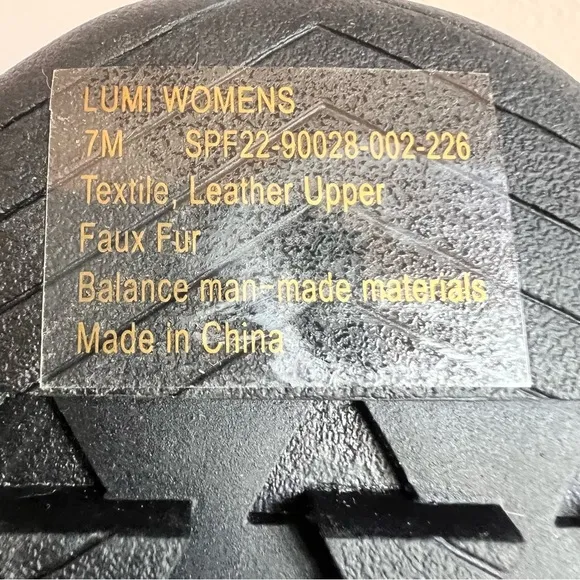 LUMI WOMENS
7M SPF22-90028-002-226
Textile, Leather Upper
Faux Fur
Balance man-made materials
Made in China